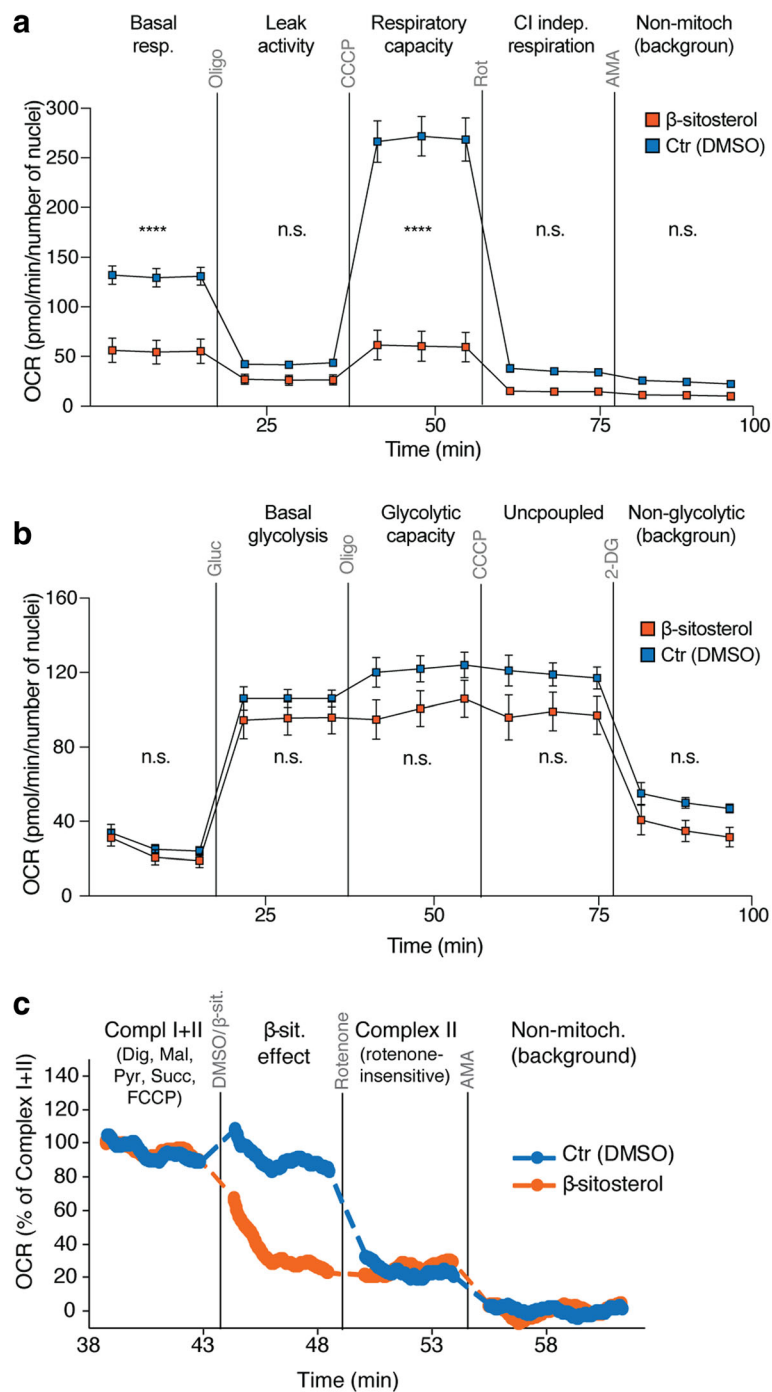 a
Basal resp.
Leak activity
Respiratory capacity
CI indep. respiration
Non-mitoch (backgroun)
Oligo
CCCP
Rot
AMA
OCR (pmol/min/number of nuclei)
300
250
200
150
100
50
0
β-sitosterol
Ctr (DMSO)
****
n.s.
****
n.s.
n.s.
25
50
75
100
Time (min)
b
Basal glycolysis
Glycolytic capacity
Uncpoupled
Non-glycolytic (backgroun)
Gluc
Oligo
CCCP
2-DG
OCR (pmol/min/number of nuclei)
160
120
80
40
0
β-sitosterol
Ctr (DMSO)
n.s.
n.s.
n.s.
n.s.
n.s.
25
50
75
100
Time (min)
c
Compl I+II
(Dig, Mal,
Pyr, Succ,
FCCP)
DMSO/β-sit.
β-sit. effect
Rotenone
Complex II
(rotenone-
insensitive)
AMA
Non-mitoch.
(background)
OCR (% of Complex I+II)
140
120
100
80
60
40
20
0
Ctr (DMSO)
β-sitosterol
38
43
48
53
58
Time (min)